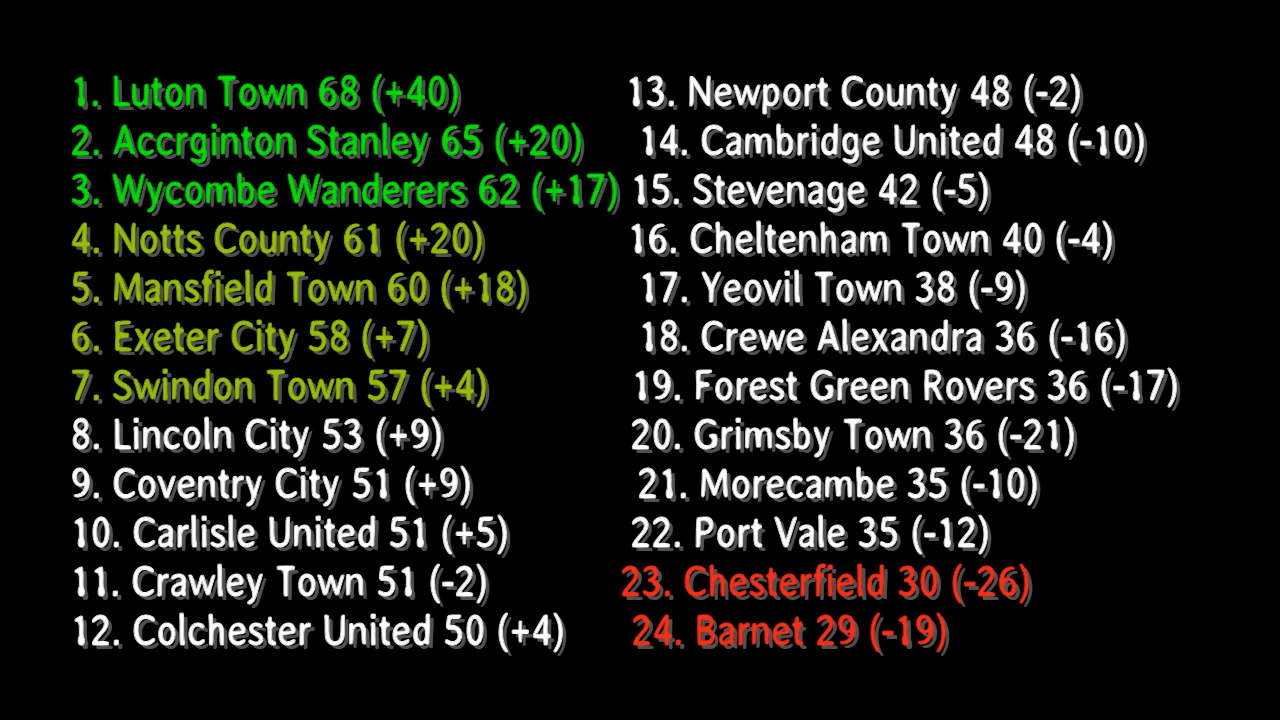 1. Luton Town 68 (+40)
2. Accrginton Stanley 65 (+20)
3. Wycombe Wanderers 62 (+17)
4. Notts County 61 (+20)
5. Mansfield Town 60 (+18)
6. Exeter City 58 (+7)
7. Swindon Town 57 (+4)
8. Lincoln City 53 (+9)
9. Coventry City 51 (+9)
10. Carlisle United 51 (+5)
11. Crawley Town 51 (-2)
12. Colchester United 50 (+4)
13. Newport County 48 (-2)
14. Cambridge United 48 (-10)
15. Stevenage 42 (-5)
16. Cheltenham Town 40 (-4)
17. Yeovil Town 38 (-9)
18. Crewe Alexandra 36 (-16)
19. Forest Green Rovers 36 (-17)
20. Grimsby Town 36 (-21)
21. Morecambe 35 (-10)
22. Port Vale 35 (-12)
23. Chesterfield 30 (-26)
24. Barnet 29 (-19)